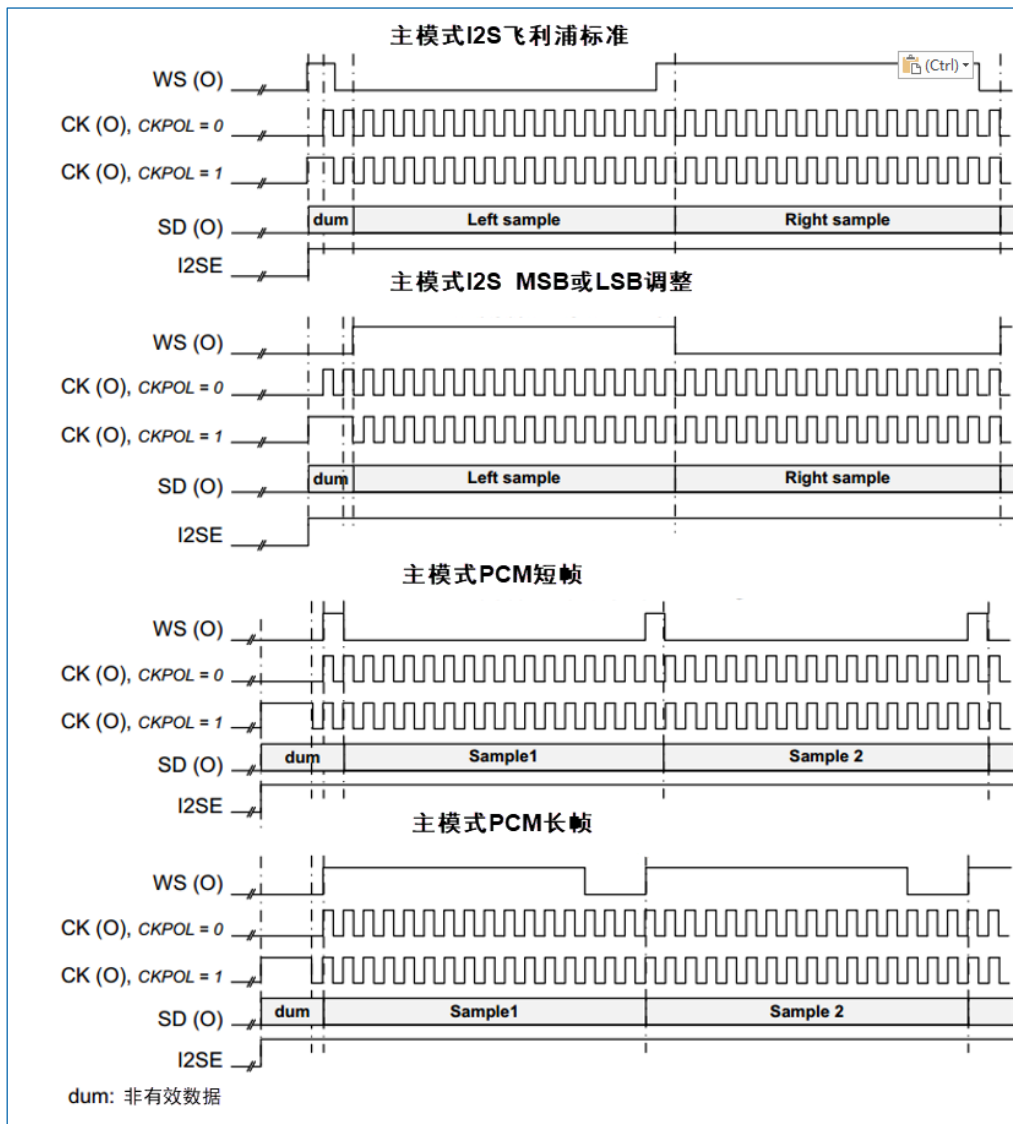 主模式I2S飞利浦标准
WS (O)
(Ctrl)
CK (O), CKPOL = 0
CK (O), CKPOL = 1
SD (O)
dum
Left sample
Right sample
I2SE
主模式I2S MSB或LSB调整
WS (O)
CK (O), CKPOL = 0
CK (O), CKPOL = 1
SD (O)
dum
Left sample
Right sample
I2SE
主模式PCM短帧
WS (O)
CK (O), CKPOL = 0
CK (O), CKPOL = 1
SD (O)
dum
Sample1
Sample 2
I2SE
主模式PCM长帧
WS (O)
CK (O), CKPOL = 0
CK (O), CKPOL = 1
SD (O)
dum
Sample1
Sample 2
I2SE
dum: 非有效数据